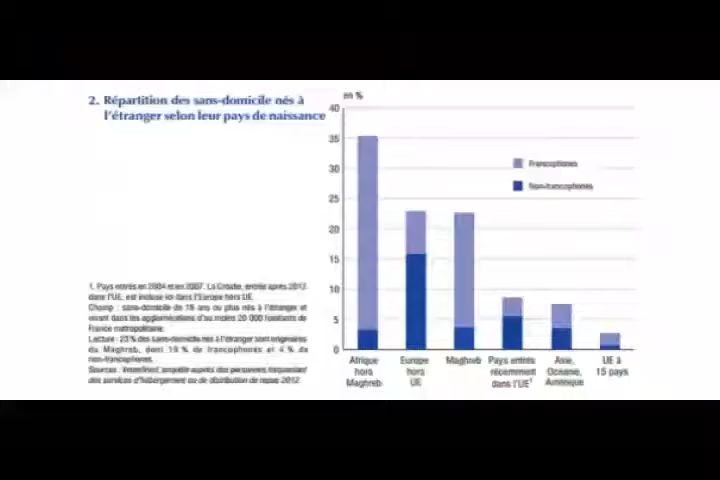 2. Répartition des sans-domicile nés à
l'étranger selon leur pays de naissance
en %
40
35
30
25
20
15
10
5
0
Francophones
Non-francophones
Afrique
hors
Maghreb
Europe
hors
UE
Maghreb
Pays entrés
récemment
dans l'UE¹
Asie,
Océanie,
Amérique
UE à
15 pays
1. Pays entrés en 2004 et en 2007. La Croatie, entrée après 2012
dans l'UE, est incluse ici dans l'Europe hors UE.
Champ : sans-domicile de 18 ans ou plus nés à l'étranger et
vivant dans les agglomérations d'au moins 20 000 habitants de
France métropolitaine.
Lecture : 23 % des sans-domicile nés à l'étranger sont originaires
du Maghreb, dont 19 % de francophones et 4 % de
non-francophones.
Sources : enquête auprès des personnes fréquentant
des services d'hébergement ou de distribution de repas 2012.